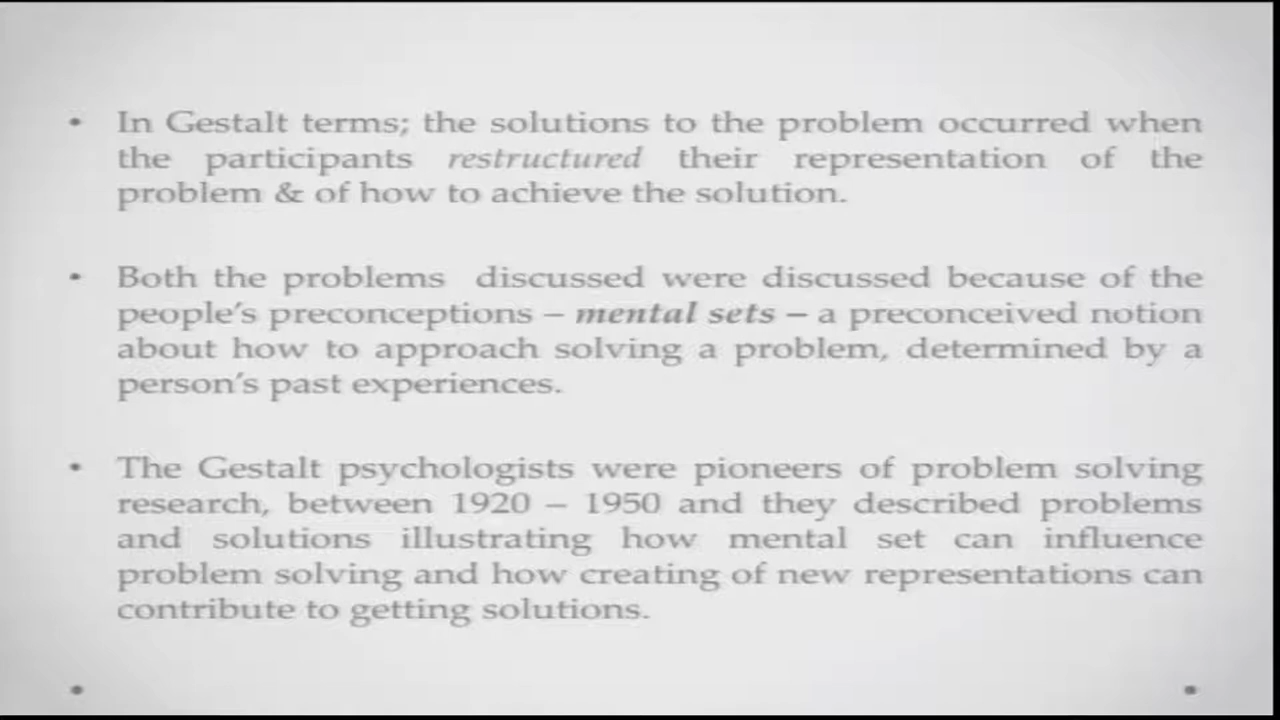 • In Gestalt terms; the solutions to the problem occurred when
the participants restructured their representation of the
problem & of how to achieve the solution.
• Both the problems discussed were discussed because of the
people's preconceptions – mental sets – a preconceived notion
about how to approach solving a problem, determined by a
person's past experiences.
• The Gestalt psychologists were pioneers of problem solving
research, between 1920 – 1950 and they described problems
and solutions illustrating how mental set can influence
problem solving and how creating of new representations can
contribute to getting solutions.